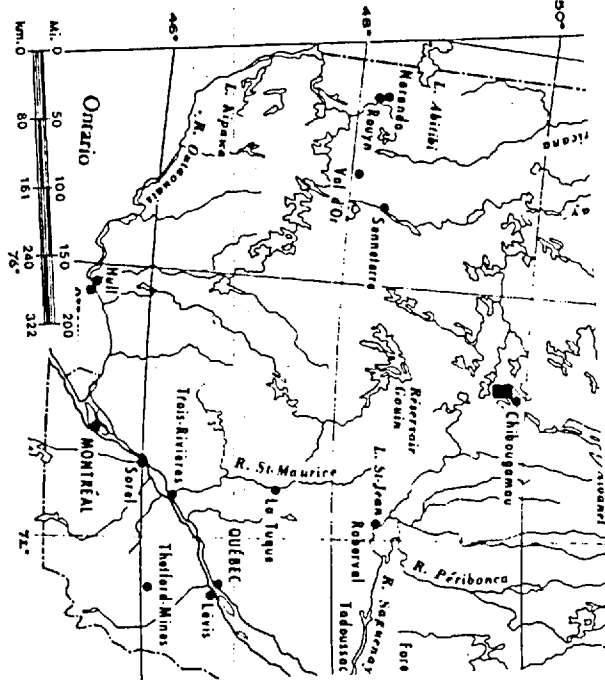 50°
48°
46°
L. Abitibi
Noranda
Rouyn
Val d'Or
Senneterre
ricana
L. Kipawa
R. Outaouais
Ontario
Mi. 0 50 100 150 200
km. 0 80 161 240 322
76°
Hull
Chibougamau
Réservoir
Gouin
L. St-Jean
Roberval
R. Péribonca
R. Saguenay
Tadoussac
R. St-Maurice
La Tuque
Trois-Rivières
Sorel
MONTRÉAL
QUÉBEC
Lévis
Thetford-Mines
72°